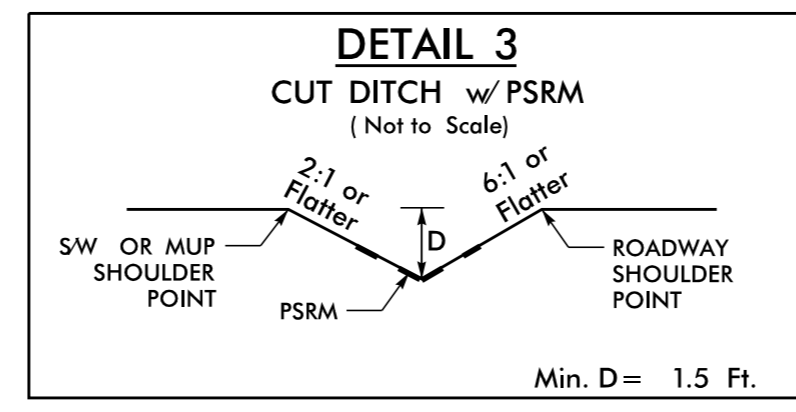 DETAIL 3
CUT DITCH w/PSRM
( Not to Scale)
2:1 or
Flatter
6:1 or
Flatter
D
S/W OR MUP
SHOULDER
POINT
PSRM
ROADWAY
SHOULDER
POINT
Min. D = 1.5 Ft.